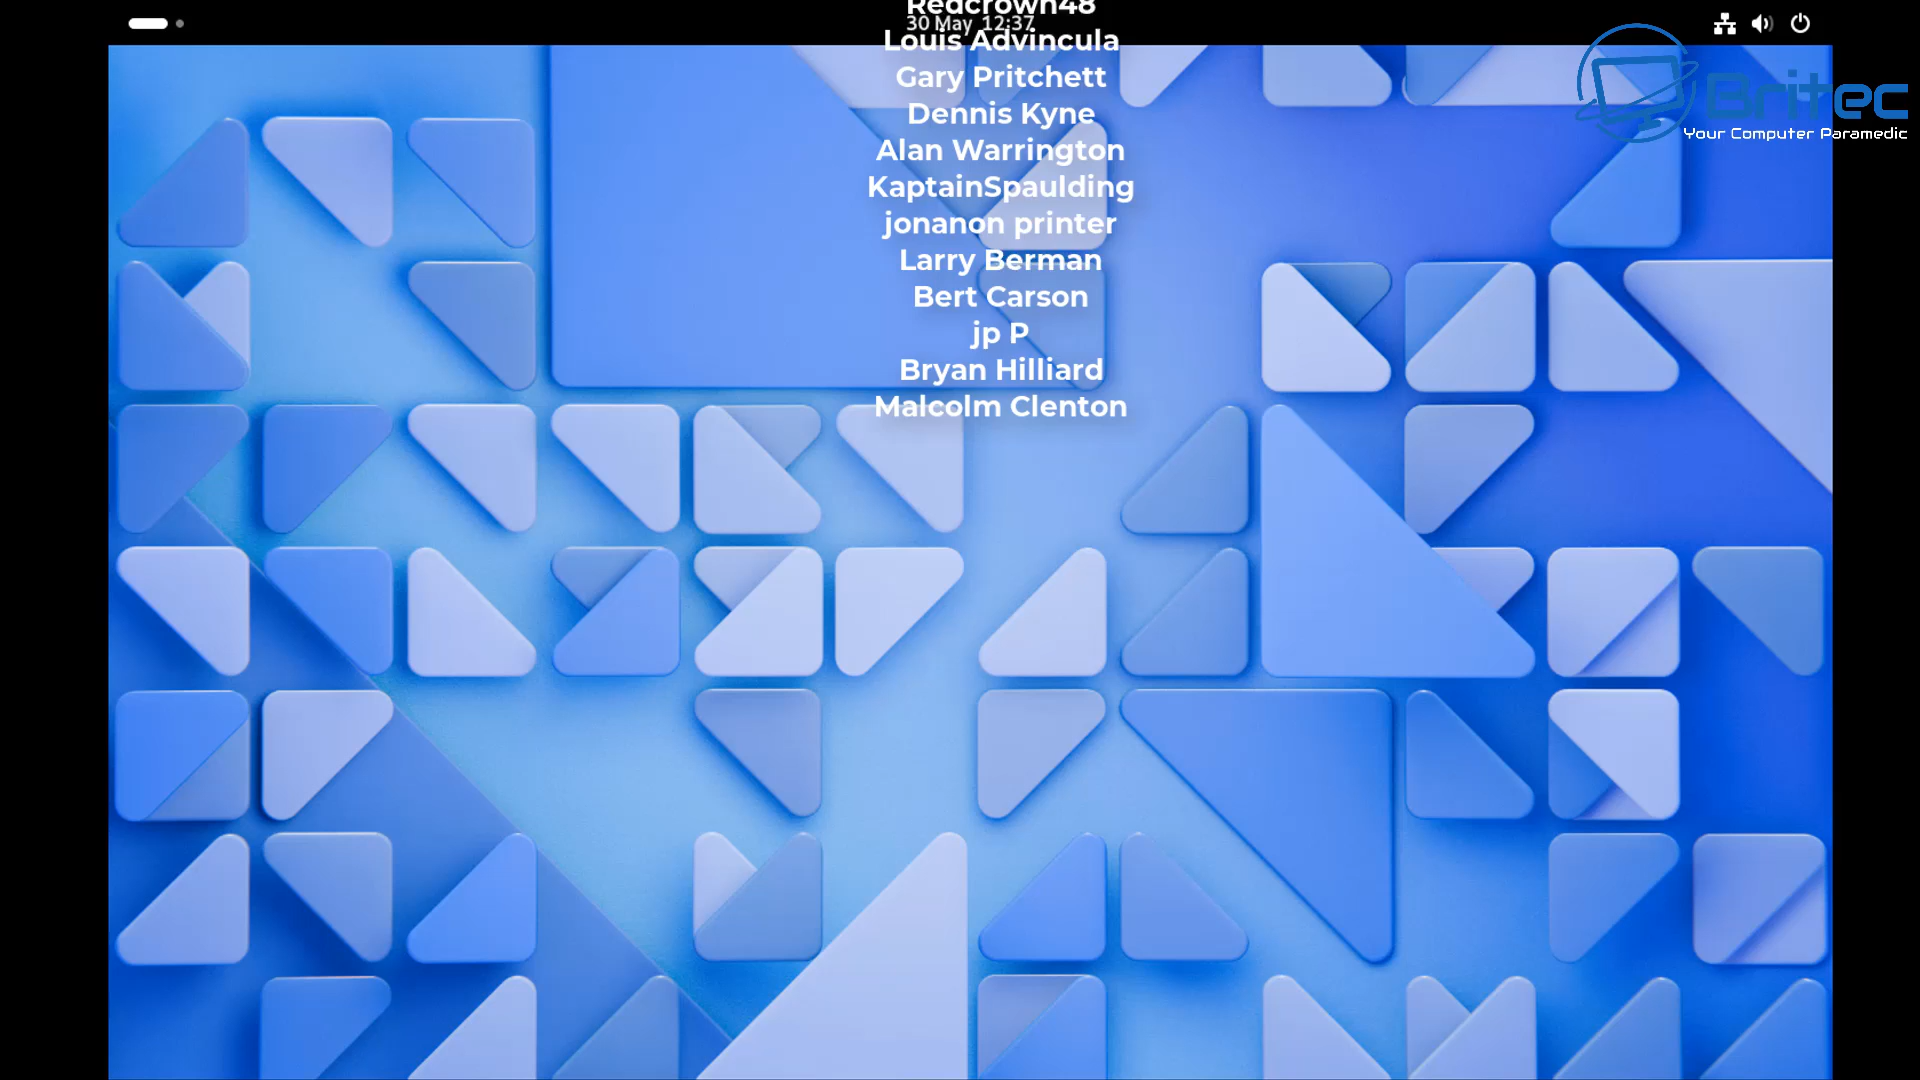 Redcrown48
30 May 12:37
Louis Advincula
Gary Pritchett
Dennis Kyne
Alan Warrington
KaptainSpaulding
jonanon printer
Larry Berman
Bert Carson
jp P
Bryan Hilliard
Malcolm Clenton
Britec
Your Computer Paramedic